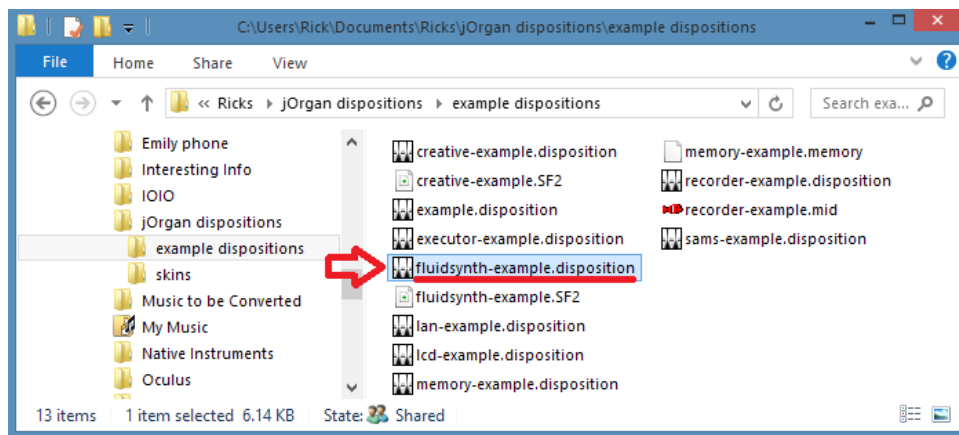 C:\Users\Rick\Documents\Ricks\jOrgan dispositions\example dispositions
File Home Share View
« Ricks jOrgan dispositions example dispositions Search exa...
Emily phone
Interesting Info
IOIO
jOrgan dispositions
example dispositions
skins
Music to be Converted
My Music
Native Instruments
Oculus
creative-example.disposition
creative-example.SF2
example.disposition
executor-example.disposition
fluidsynth-example.disposition
fluidsynth-example.SF2
lan-example.disposition
lcd-example.disposition
memory-example.disposition
memory-example.memory
recorder-example.disposition
recorder-example.mid
sams-example.disposition
13 items 1 item selected 6.14 KB State: Shared